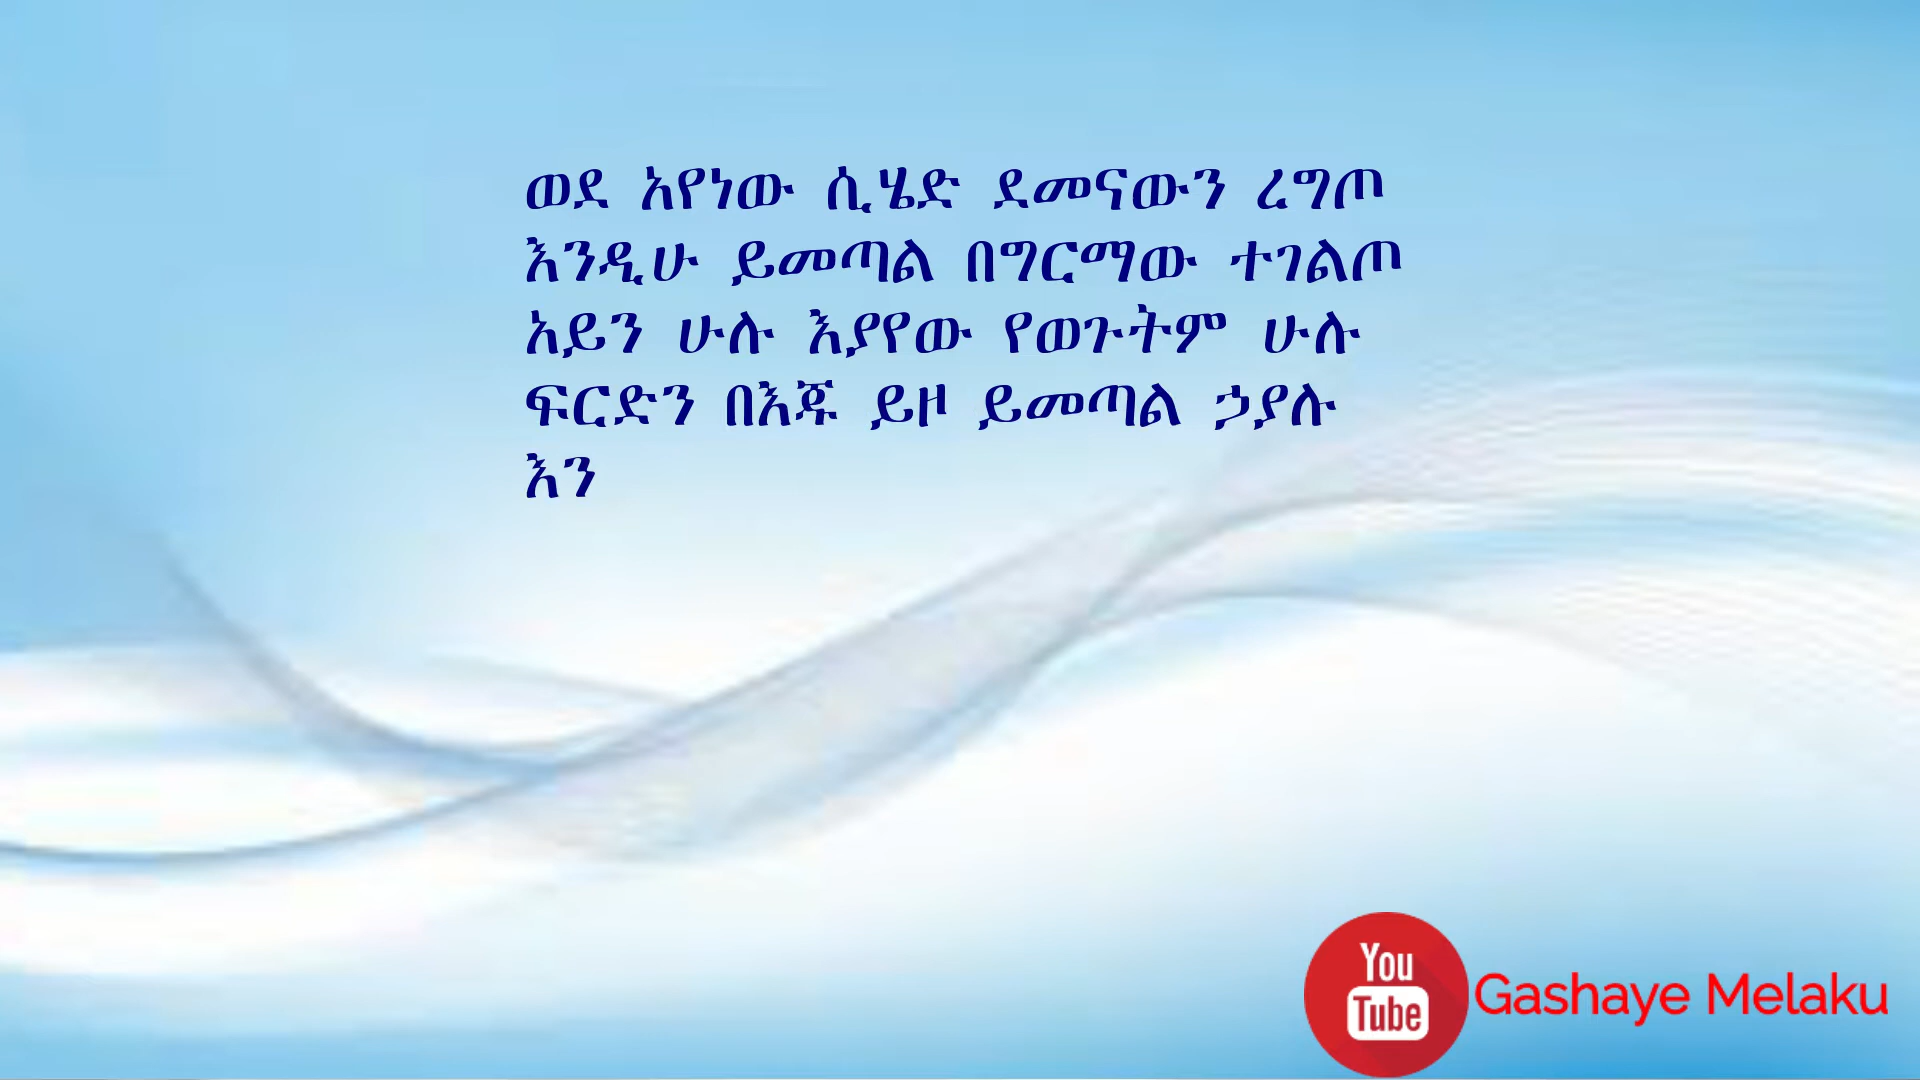 ወደ አየነው ሲሄድ ደመናውን ረግጦ
እንዲሁ ይመጣል በግርማው ተገልጦ
አይን ሁሉ እያየው የወጉትም ሁሉ
ፍርድን በእጁ ይዞ ይመጣል ኃያሉ
እን
You
Tube
Gashaye Melaku